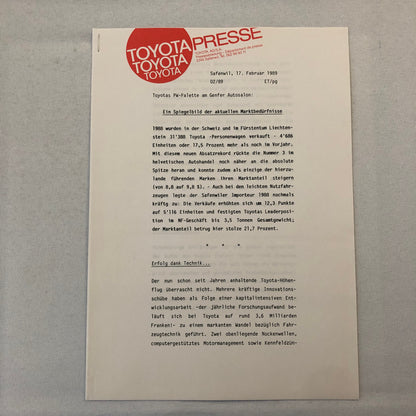 TOYOTA PRESSE
TOYOTA
TOYOTA
TOYOTA AG/S.A.
5745 Safenwil
Safenwil, 17. Februar 1989
02/89 ET/pg
Toyotas PW-Palette am Genfer Autosalon:
Ein Spiegelbild der aktuellen Marktbedürfnisse
1988 wurden in der Schweiz und im Fürstentum Liechten-
stein 31'388 Toyota -Personenwagen verkauft - 4'686
Einheiten oder 17,5 Prozent mehr als noch im Vorjahr.
Mit diesem neuen Absatzrekord rückte die Nummer 3 im
helvetischen Autohandel noch näher an die absolute
Spitze heran und konnte zudem als einzige der hierzu-
lande führenden Marken ihren Marktanteil steigern
(von 8,8 auf 9,8 %). - Auch bei den leichten Nutzfahr-
zeugen legte der Safenwiler Importeur 1988 nochmals
kräftig zu: Die Verkäufe erhöhten sich um 12,3 Punkte
auf 5'116 Einheiten und festigten Toyotas Leaderposi-
tion im NF-Geschäft bis 3,5 Tonnen Gesamtgewicht;
der Marktanteil betrug hier stolze 21,7 Prozent.
* * *
Erfolg dank Technik...
Der nun schon seit Jahren anhaltende Toyota-Höhen-
flug überrascht nicht. Mehrere kräftige Innovations-
schübe haben als Folge einer kapitalintensiven Ent-
wicklungsarbeit -der jährliche Forschungsaufwand be-
läuft sich bei Toyota auf rund 3,6 Milliarden
Franken!- zu einem markanten Wandel bezüglich Fahr-
zeugtechnik geführt. Zwei obenliegende Nockenwellen,
computergestütztes Motormanagement sowie Kennfeldzün-